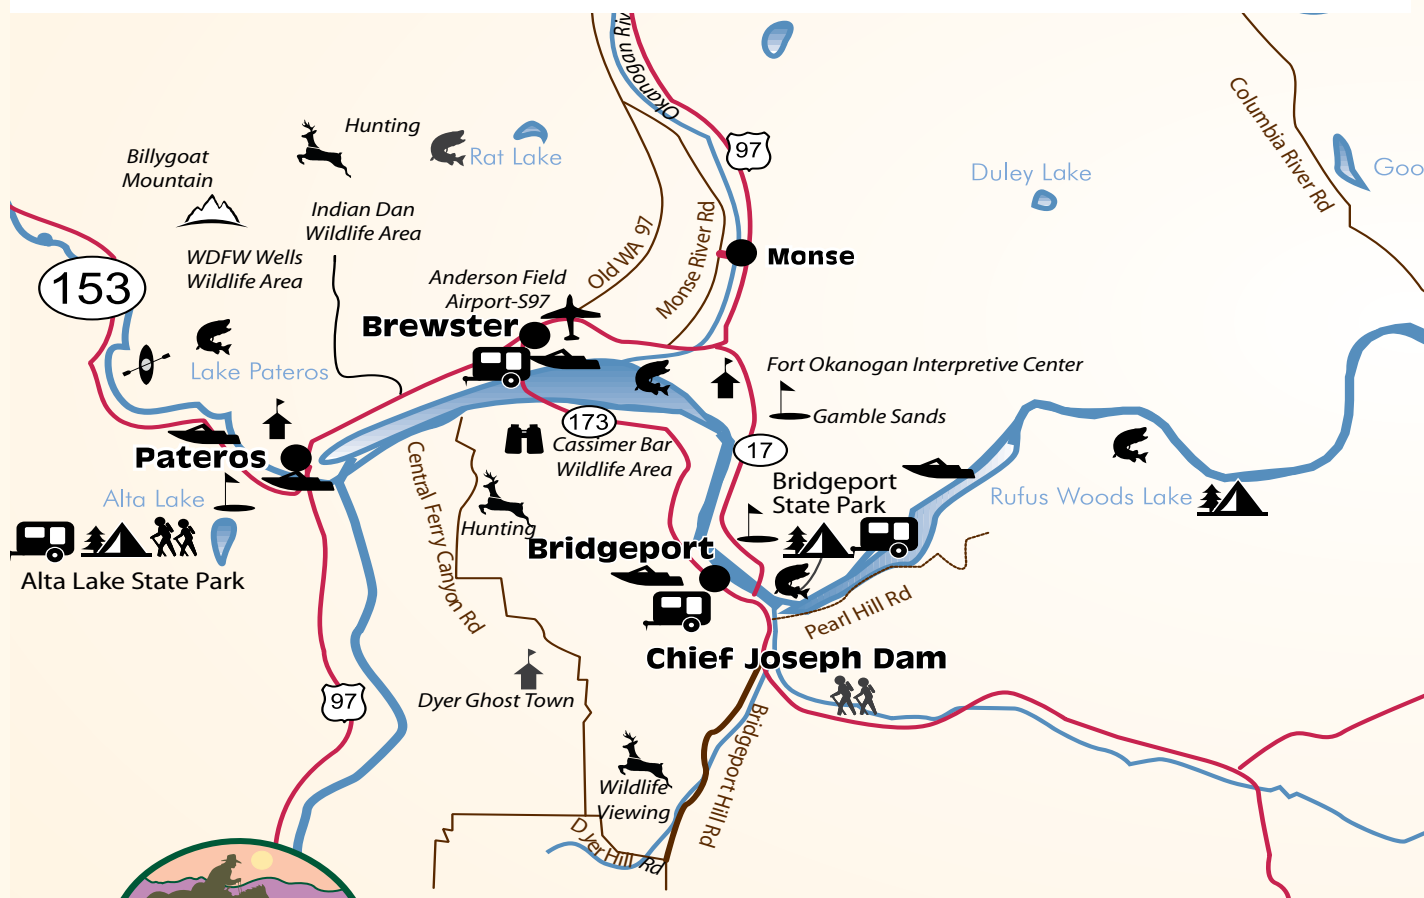 Okanogan Riv
Columbia River Rd
Hunting
Rat Lake
Billygoat
Mountain
97
Duley Lake
Goo
Indian Dan
Wildlife Area
WDFW Wells
Wildlife Area
Old WA 97
Monse River Rd
Monse
153
Anderson Field
Airport-S97
Brewster
Lake Pateros
Fort Okanogan Interpretive Center
Gamble Sands
173
Cassimer Bar
Wildlife Area
17
Pateros
Central Ferry Canyon Rd
Alta Lake
Bridgeport
State Park
Rufus Woods Lake
Hunting
Bridgeport
Alta Lake State Park
Pearl Hill Rd
Chief Joseph Dam
97
Dyer Ghost Town
Bridgeport Hill Rd
Wildlife
Viewing
Dyer Hill Rd